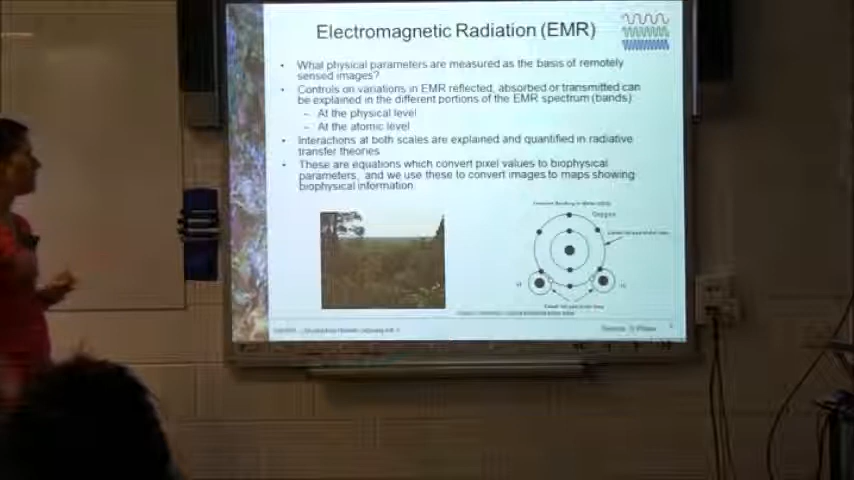 Electromagnetic Radiation (EMR)
• What physical parameters are measured as the basis of remotely
sensed images?
• Controls on variations in EMR reflected, absorbed or transmitted can
be explained in the different portions of the EMR spectrum (bands)
– At the physical level
– At the atomic level
• Interactions at both scales are explained and quantified in radiative
transfer theories
• These are equations which convert pixel values to biophysical
parameters, and we use these to convert images to maps showing
biophysical information
Oxygen
H
H